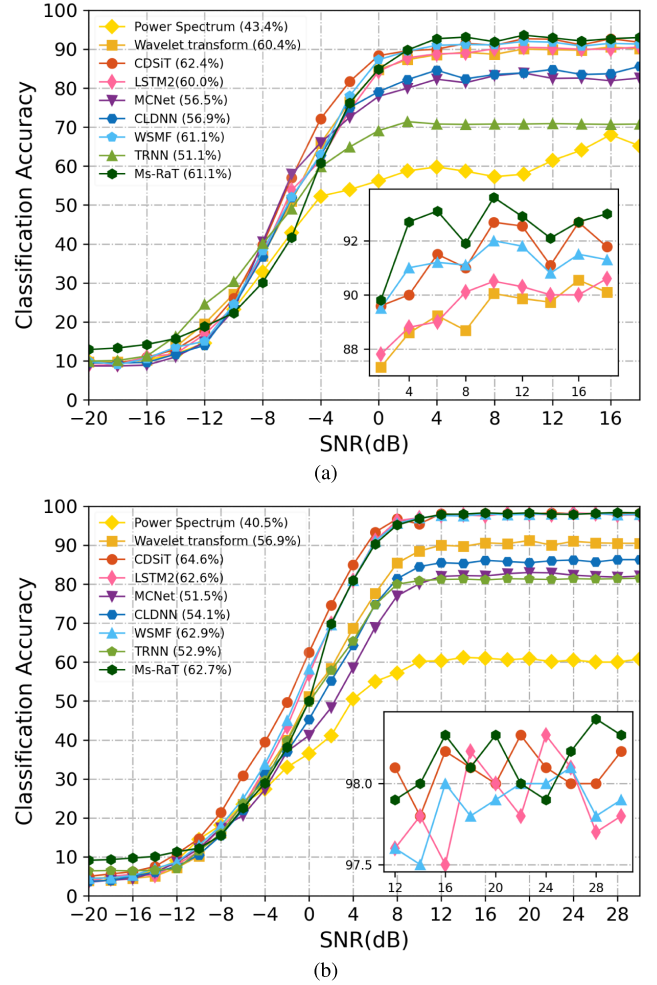 100
90
80
70
60
50
40
30
20
10
0
Classification Accuracy
Power Spectrum (43.4%)
Wavelet transform (60.4%)
CDSiT (62.4%)
LSTM2(60.0%)
MCNet (56.5%)
CLDNN (56.9%)
WSMF (61.1%)
TRNN (51.1%)
Ms-RaT (61.1%)
92
90
88
4 8 12 16
−20 −16 −12 −8 −4 0 4 8 12 16
SNR(dB)
(a)
100
90
80
70
60
50
40
30
20
10
0
Classification Accuracy
Power Spectrum (40.5%)
Wavelet transform (56.9%)
CDSiT (64.6%)
LSTM2(62.6%)
MCNet (51.5%)
CLDNN (54.1%)
WSMF (62.9%)
TRNN (52.9%)
Ms-RaT (62.7%)
98.0
97.5
12 16 20 24 28
−20 −16 −12 −8 −4 0 4 8 12 16 20 24 28
SNR(dB)
(b)